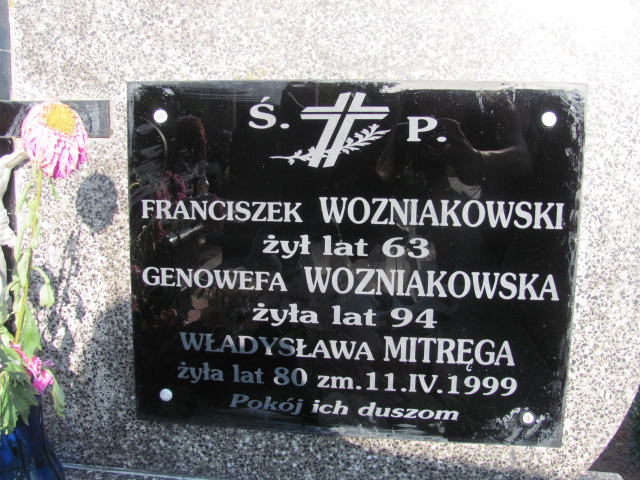 Ś. P.
FRANCISZEK WOZNIAKOWSKI
żył lat 63
GENOWEFA WOZNIAKOWSKA
żyła lat 94
WŁADYSŁAWA MITRĘGA
żyła lat 80 zm.11.IV.1999
Pokój ich duszom